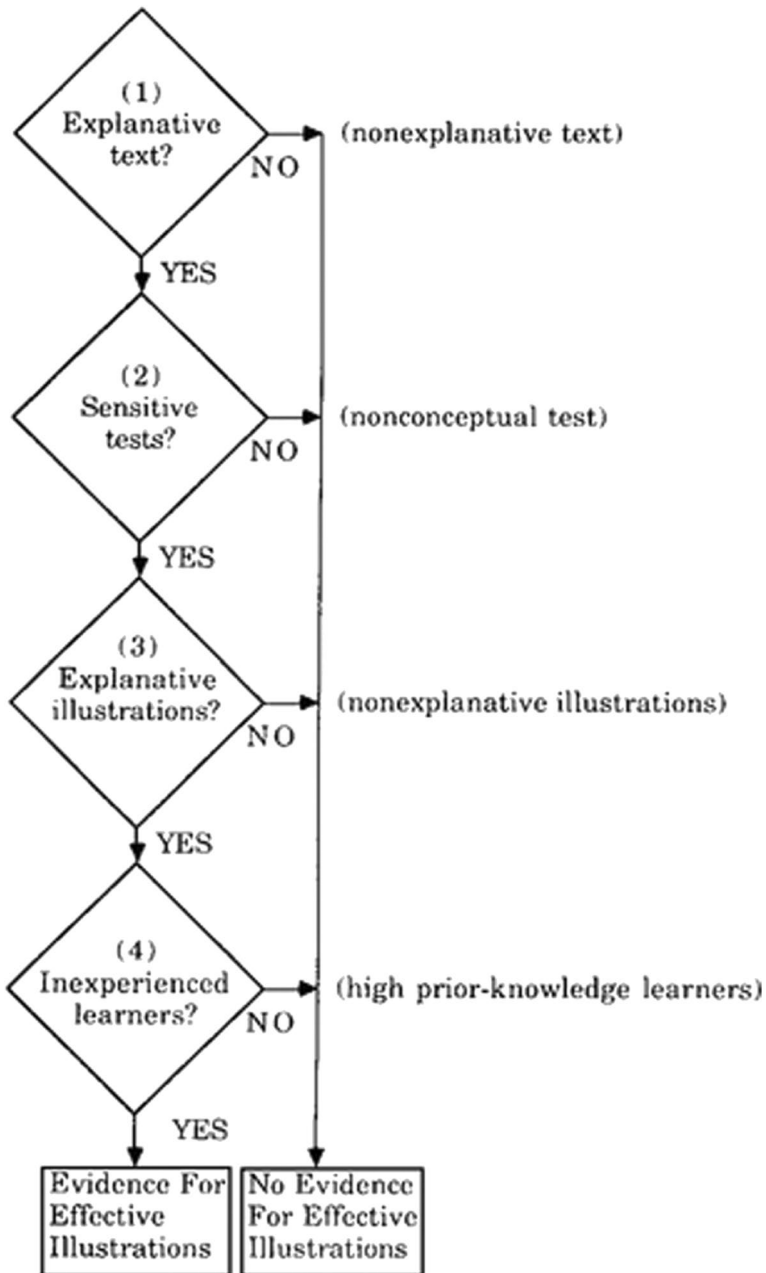 (1)
Explanative
text?
NO
(nonexplanative text)
YES
(2)
Sensitive
tests?
NO
(nonconceptual test)
YES
(3)
Explanative
illustrations?
NO
(nonexplanative illustrations)
YES
(4)
Inexperienced
learners?
NO
(high prior-knowledge learners)
YES
Evidence For
Effective
Illustrations
No Evidence
For Effective
Illustrations